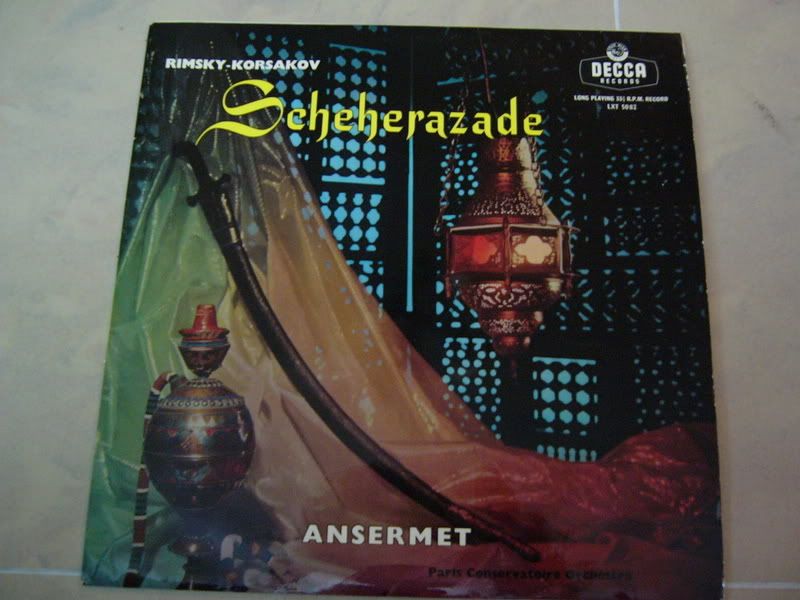 RIMSKY-KORSAKOV
Scheherazade
DECCA
RECORDS
LONG PLAYING 33⅓ R.P.M. RECORD
LXT 5082
ANSERMET
Paris Conservatoire Orchestra